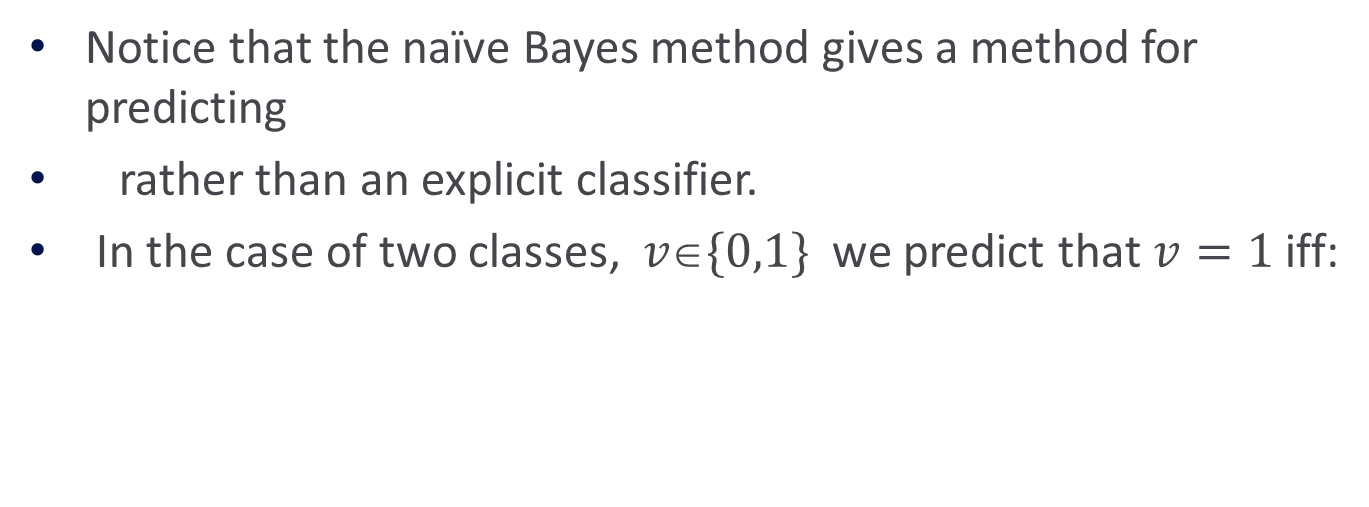 • Notice that the naïve Bayes method gives a method for
predicting
• rather than an explicit classifier.
• In the case of two classes, v∈{0,1} we predict that v = 1 iff: